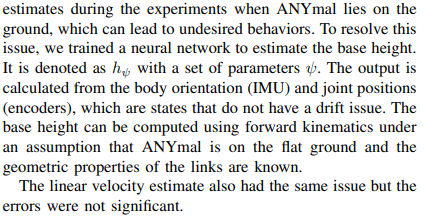 estimates during the experiments when ANYmal lies on the
ground, which can lead to undesired behaviors. To resolve this
issue, we trained a neural network to estimate the base height.
It is denoted as hψ with a set of parameters ψ. The output is
calculated from the body orientation (IMU) and joint positions
(encoders), which are states that do not have a drift issue. The
base height can be computed using forward kinematics under
an assumption that ANYmal is on the flat ground and the
geometric properties of the links are known.
The linear velocity estimate also had the same issue but the
errors were not significant.